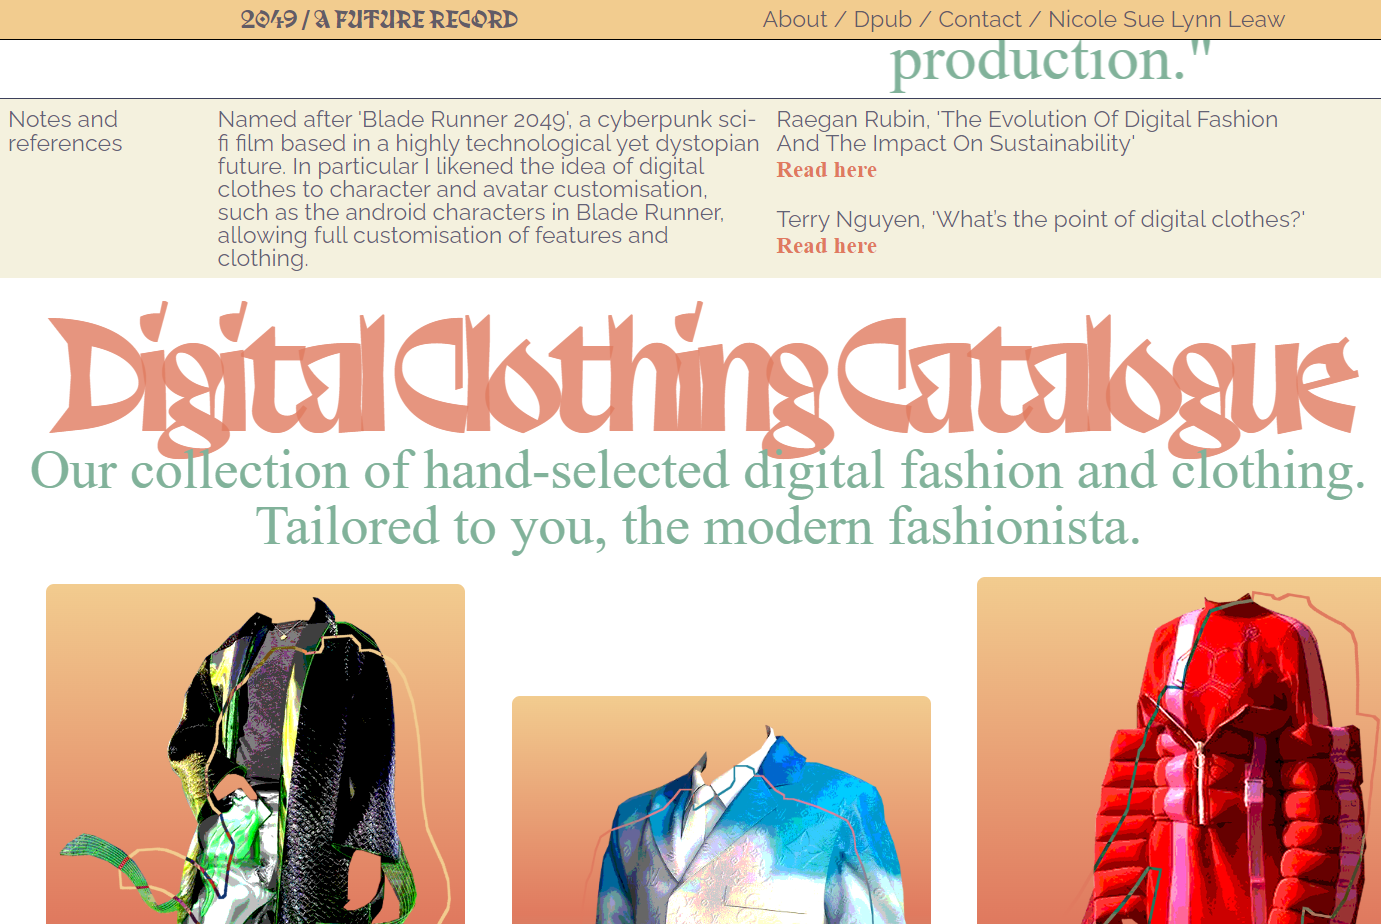 2049 / A FUTURE RECORD
About / Dpub / Contact / Nicole Sue Lynn Leaw
production."
Notes and
references
Named after 'Blade Runner 2049', a cyberpunk sci-
fi film based in a highly technological yet dystopian
future. In particular I likened the idea of digital
clothes to character and avatar customisation,
such as the android characters in Blade Runner,
allowing full customisation of features and
clothing.
Raegan Rubin, 'The Evolution Of Digital Fashion
And The Impact On Sustainability'
Read here
Terry Nguyen, 'What’s the point of digital clothes?'
Read here
Digital Clothing Catalogue
Our collection of hand-selected digital fashion and clothing.
Tailored to you, the modern fashionista.